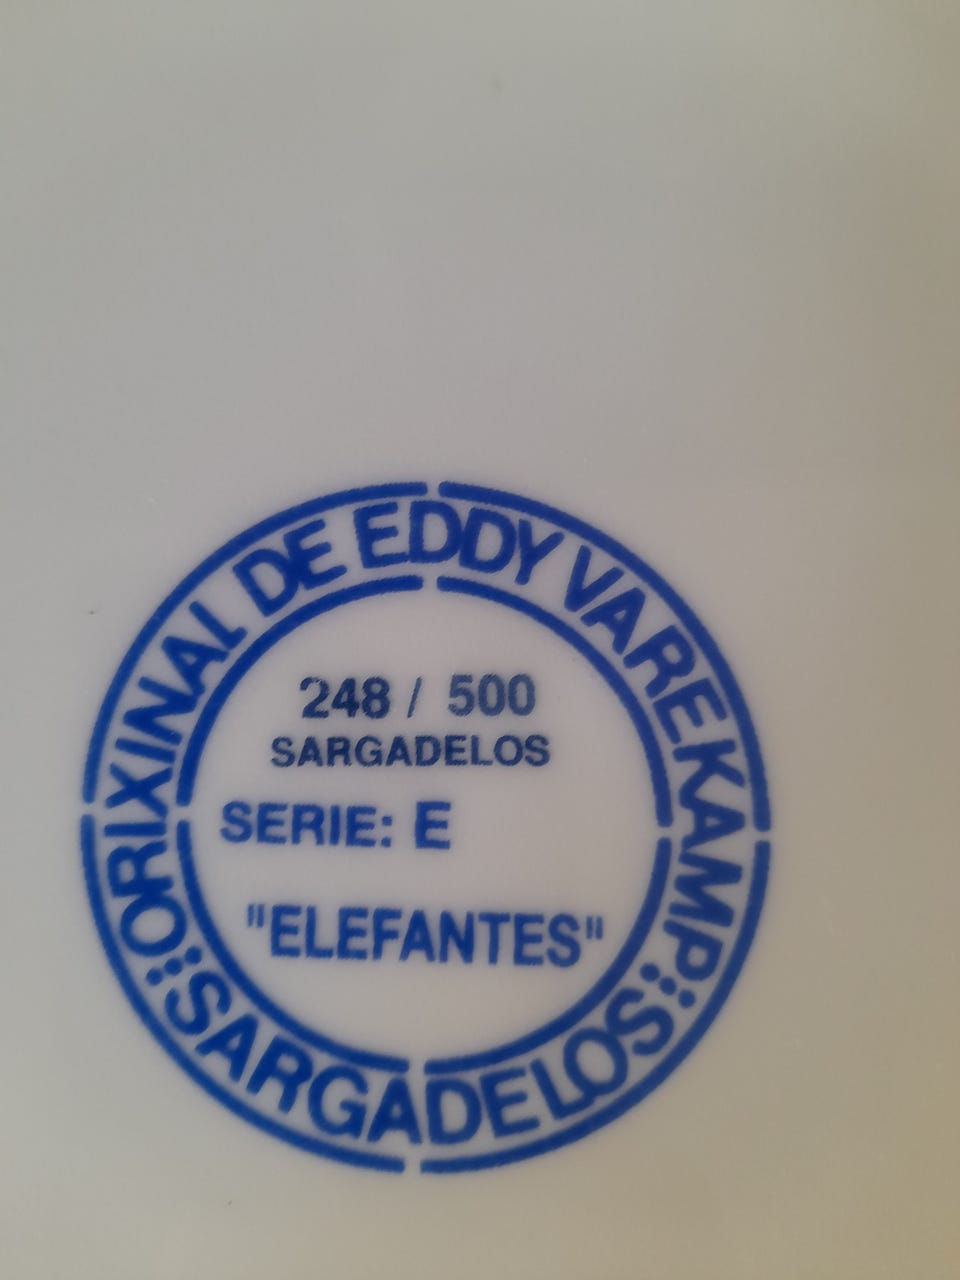 ORIXINAL DE EDDY VAREKAMP
248 / 500
SARGADELOS
SERIE: E
"ELEFANTES"
SARGADELOS